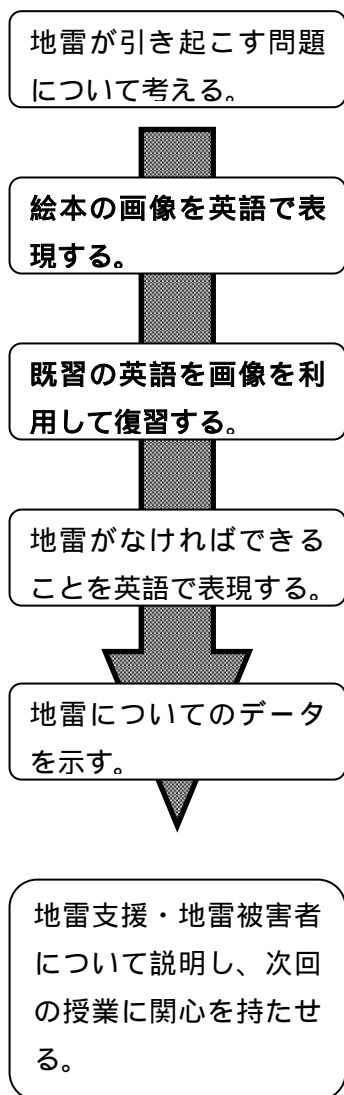 地雷が引き起こす問題
について考える。
絵本の画像を英語で表
現する。
既習の英語を画像を利
用して復習する。
地雷がなければできる
ことを英語で表現する。
地雷についてのデータ
を示す。
地雷支援・地雷被害者
について説明し、次回
の授業に関心を持たせ
る。